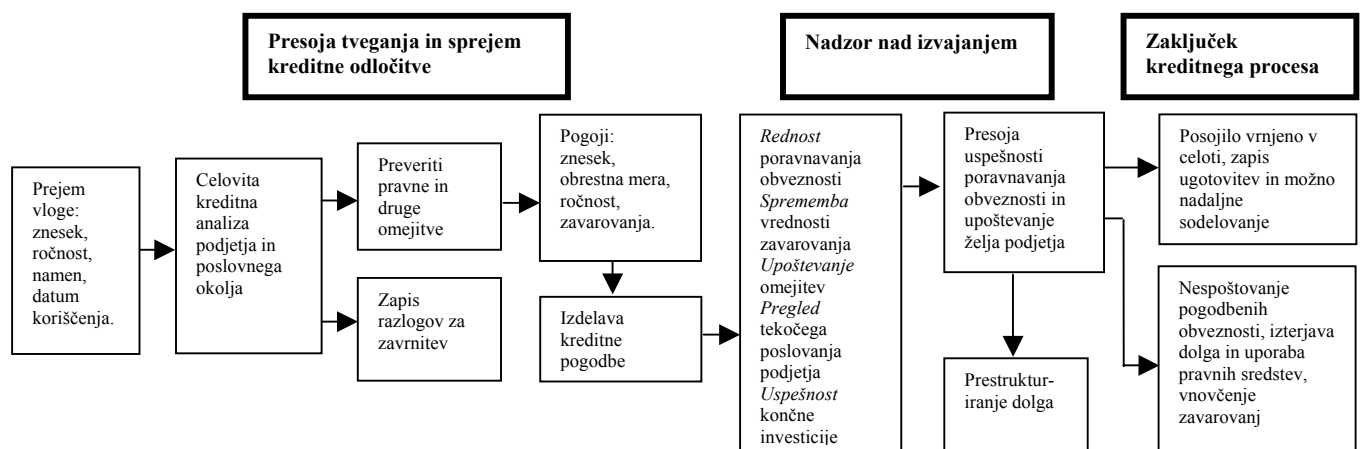 Presoja tveganja in sprejem
kreditne odločitve
Nadzor nad izvajanjem
Zaključek
kreditnega procesa
Prejem
vloge:
znesek,
ročnost,
namen,
datum
koriščenja.
Celovita
kreditna
analiza
podjetja in
poslovnega
okolja
Preveriti
pravne in
druge
omejitve
Zapis
razlogov za
zavrnitev
Pogoji:
znesek,
obrestna mera,
ročnost,
zavarovanja.
Izdelava
kreditne
pogodbe
Rednost
poravnavanja
obveznosti
Sprememba
vrednosti
zavarovanja
Upoštevanje
omejitev
Pregled
tekočega
poslovanja
podjetja
Uspešnost
končne
investicije
Presoja
uspešnosti
poravnavanja
obveznosti in
upoštevanje
želja podjetja
Prestruktur-
iranje dolga
Posojilo vrnjeno v
celoti, zapis
ugotovitev in možno
nadaljne
sodelovanje
Nespoštovanje
pogodbenih
obveznosti, izterjava
dolga in uporaba
pravnih sredstev,
vnovčenje
zavarovanj